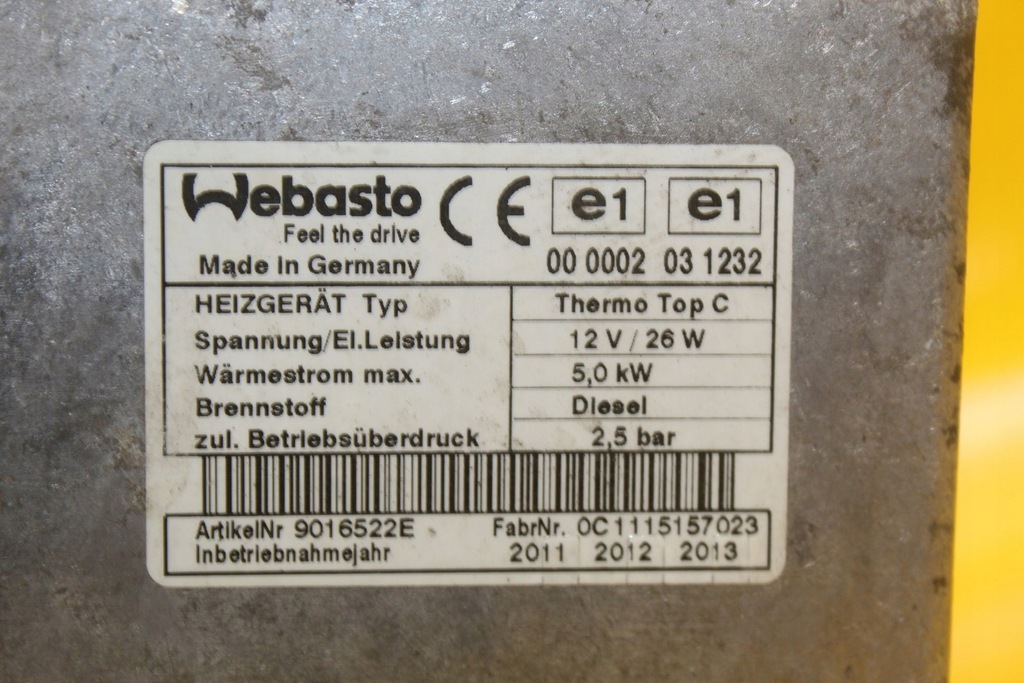 Webasto CE e1 e1
Feel the drive
Made in Germany 00 0002 03 1232
HEIZGERÄT Typ Thermo Top C
Spannung/El.Leistung 12 V / 26 W
Wärmestrom max. 5,0 kW
Brennstoff Diesel
zul. Betriebsüberdruck 2,5 bar
ArtikelNr 9016522E FabrNr. 0C1115157023
Inbetriebnahmejahr 2011 2012 2013